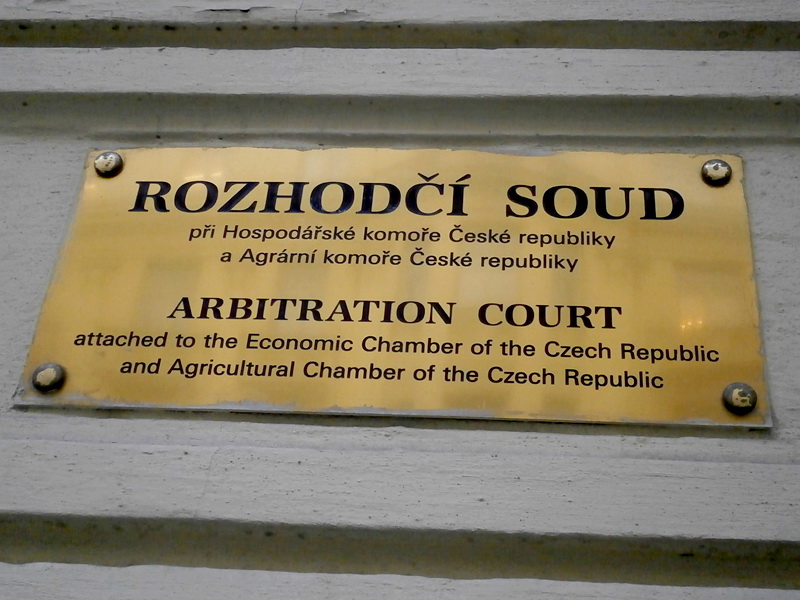 ROZHODČÍ SOUD
při Hospodářské komoře České republiky
a Agrární komoře České republiky
ARBITRATION COURT
attached to the Economic Chamber of the Czech Republic
and Agricultural Chamber of the Czech Republic